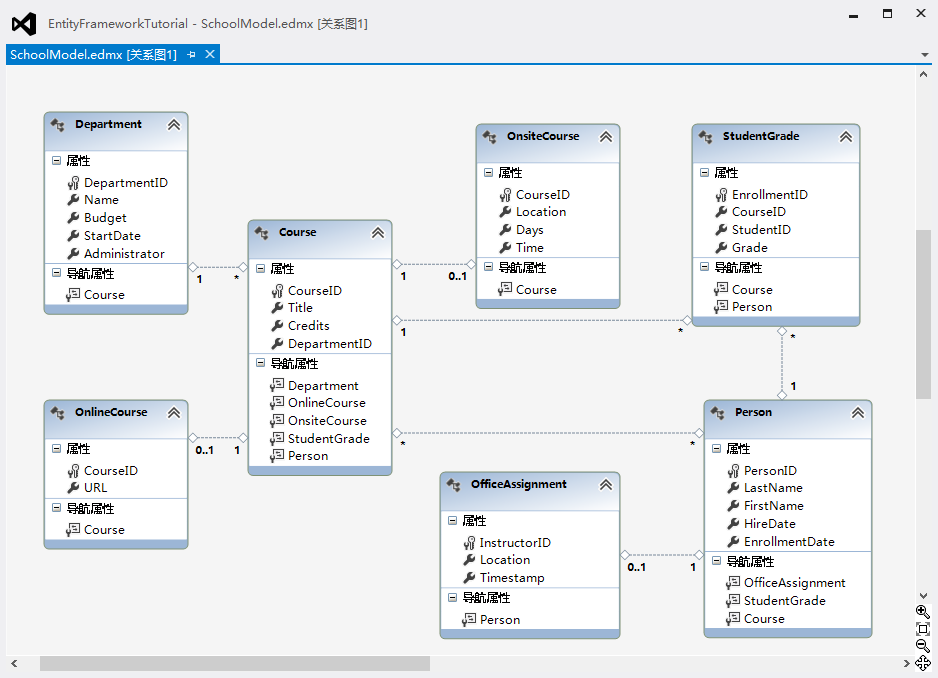 EntityFrameworkTutorial - SchoolModel.edmx [关系图1]
SchoolModel.edmx [关系图1]
Department
属性
DepartmentID
Name
Budget
StartDate
Administrator
导航属性
Course
1
*
Course
属性
CourseID
Title
Credits
DepartmentID
导航属性
Department
OnlineCourse
OnsiteCourse
StudentGrade
Person
1
0..1
1
*
OnsiteCourse
属性
CourseID
Location
Days
Time
导航属性
Course
StudentGrade
属性
EnrollmentID
CourseID
StudentID
Grade
导航属性
Course
Person
*
1
OnlineCourse
属性
CourseID
URL
导航属性
Course
0..1
1
*
*
OfficeAssignment
属性
InstructorID
Location
Timestamp
导航属性
Person
0..1
1
Person
属性
PersonID
LastName
FirstName
HireDate
EnrollmentDate
导航属性
OfficeAssignment
StudentGrade
Course